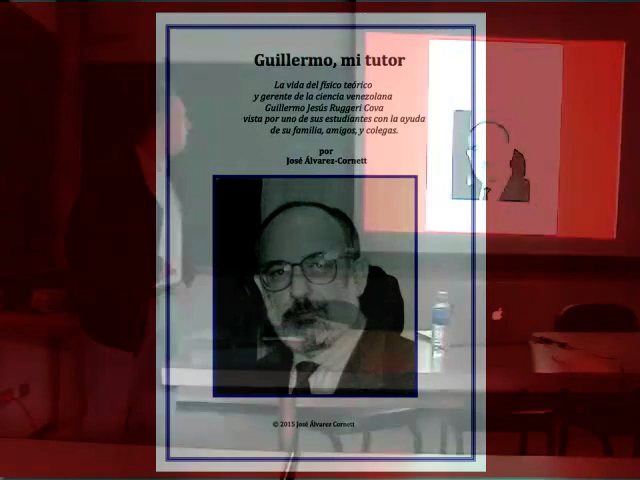 Guillermo, mi tutor
La vida del físico teórico
y gerente de la ciencia venezolana
Guillermo Jesús Ruggeri Cova
vista por uno de sus estudiantes con la ayuda
de su familia, amigos, y colegas.
por
José Álvarez-Cornett
© 2015 José Álvarez Cornett